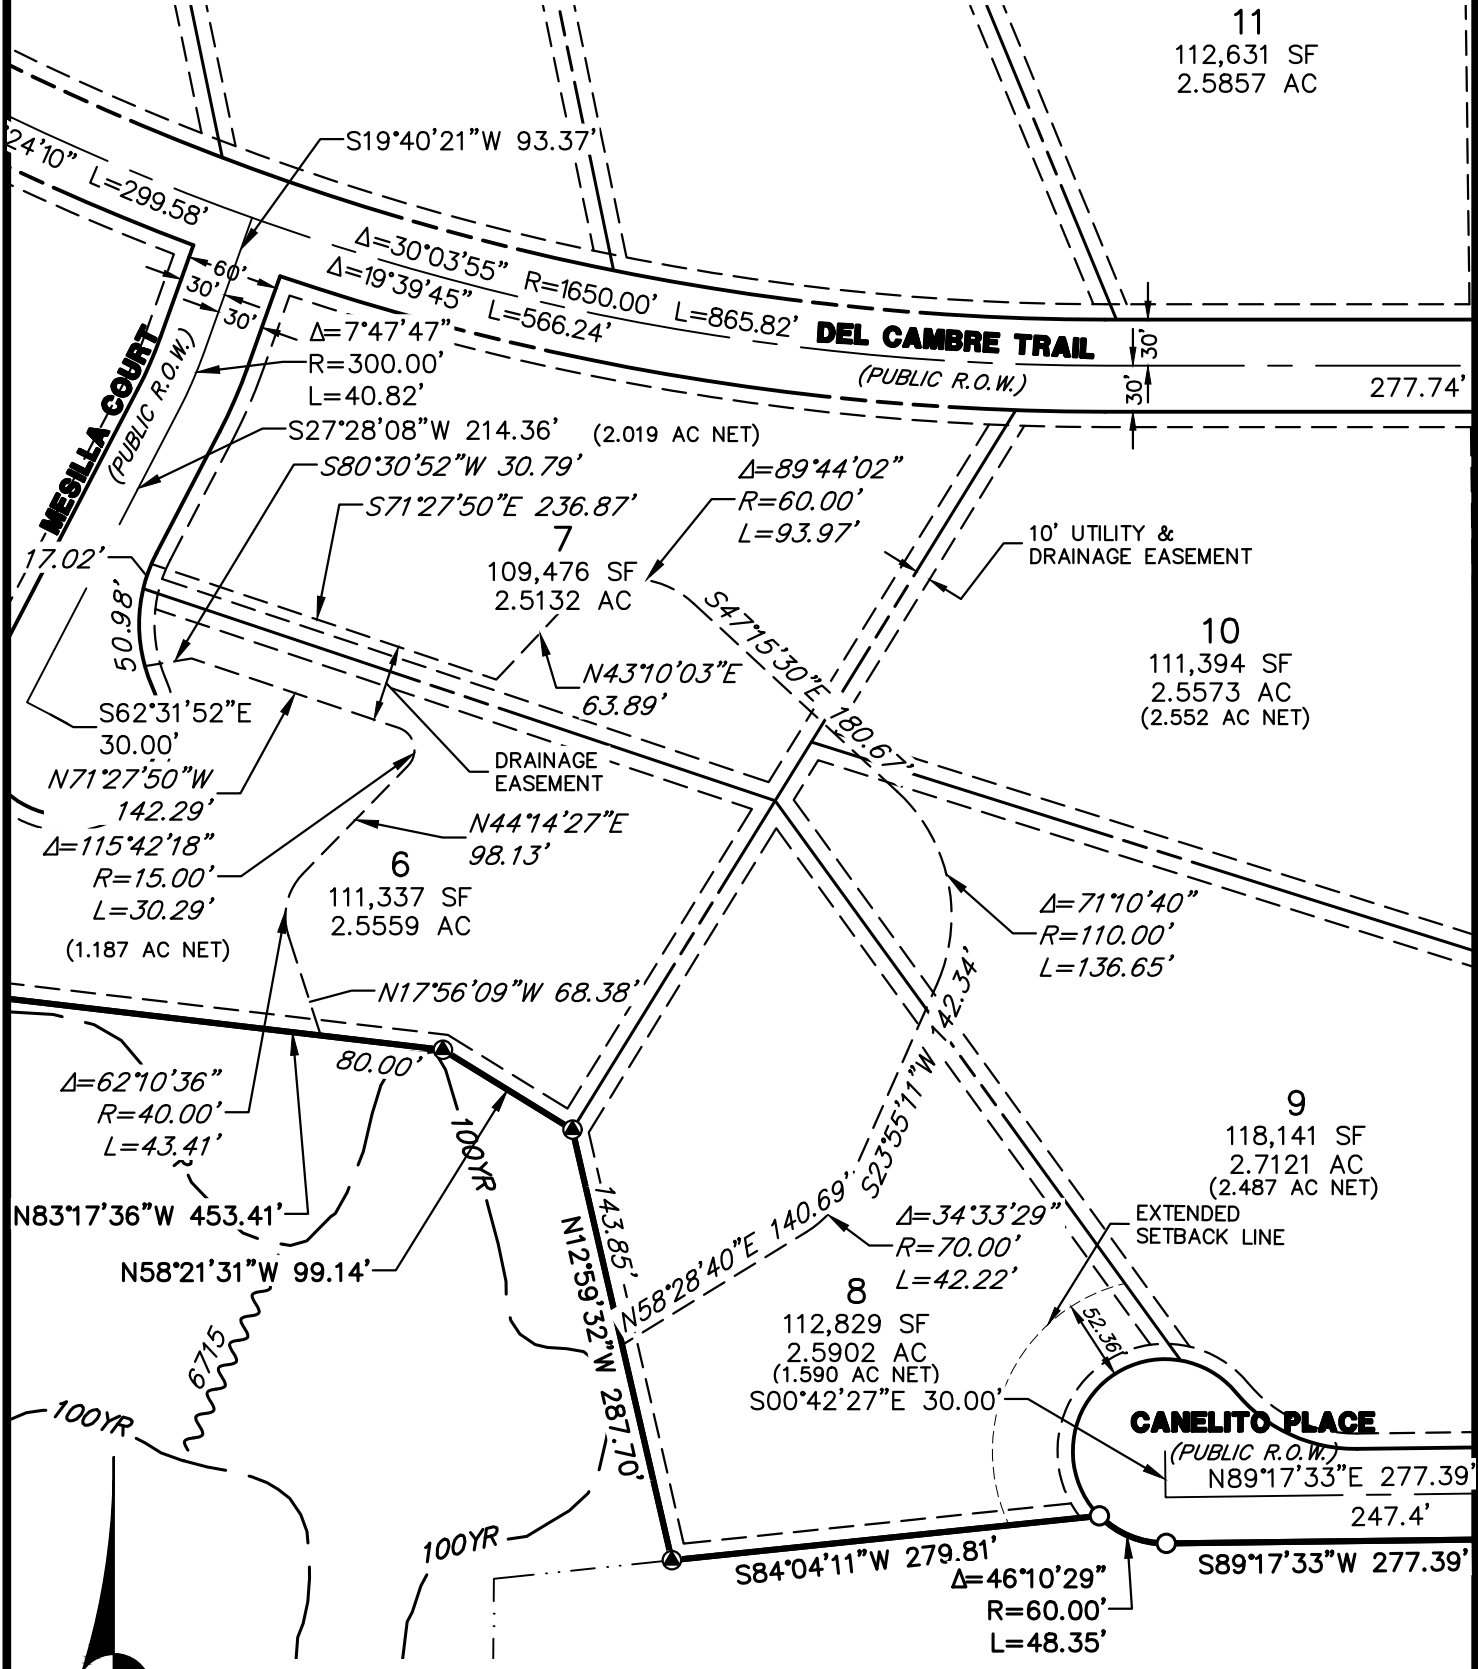 11
112,631 SF
2.5857 AC
S19°40'21"W 93.37'
24'10" L=299.58'
Δ=30°03'55" R=1650.00' L=865.82'
Δ=19°39'45" L=566.24'
DEL CAMBRE TRAIL
(PUBLIC R.O.W.)
30'
30'
277.74'
60'
30'
30'
MESILLA COURT
(PUBLIC R.O.W.)
Δ=7°47'47"
R=300.00'
L=40.82'
S27°28'08"W 214.36'
(2.019 AC NET)
S80°30'52"W 30.79'
S71°27'50"E 236.87'
7
109,476 SF
2.5132 AC
Δ=89°44'02"
R=60.00'
L=93.97'
10' UTILITY &
DRAINAGE EASEMENT
17.02'
50.98'
S47°15'30"E 180.67'
10
111,394 SF
2.5573 AC
(2.552 AC NET)
N43°10'03"E
63.89'
S62°31'52"E
30.00'
DRAINAGE
EASEMENT
N71°27'50"W
142.29'
N44°14'27"E
98.13'
Δ=115°42'18"
R=15.00'
L=30.29'
6
111,337 SF
2.5559 AC
(1.187 AC NET)
Δ=71°10'40"
R=110.00'
L=136.65'
N17°56'09"W 68.38'
S23°55'11"W 142.34'
80.00'
Δ=62°10'36"
R=40.00'
L=43.41'
100YR
9
118,141 SF
2.7121 AC
(2.487 AC NET)
N83°17'36"W 453.41'
N58°21'31"W 99.14'
143.85'
N12°59'32"W 287.70'
N58°28'40"E 140.69'
Δ=34°33'29"
R=70.00'
L=42.22'
EXTENDED
SETBACK LINE
8
112,829 SF
2.5902 AC
(1.590 AC NET)
52.36'
S00°42'27"E 30.00'
6715
100YR
CANELITO PLACE
(PUBLIC R.O.W.)
N89°17'33"E 277.39'
247.4'
100YR
S84°04'11"W 279.81'
S89°17'33"W 277.39'
Δ=46°10'29"
R=60.00'
L=48.35'